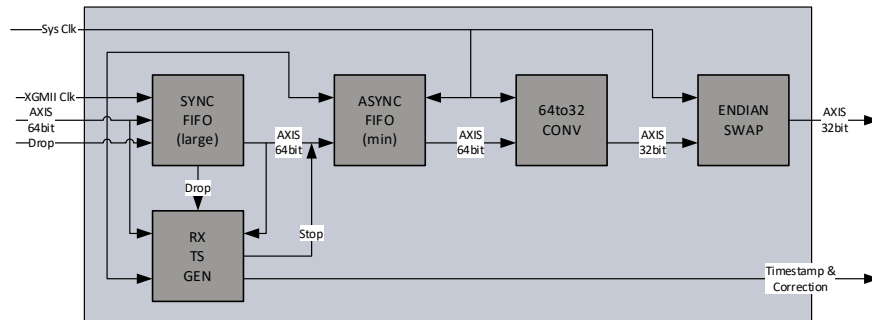 Sys Clk
XGMII Clk
AXIS
64bit
Drop
SYNC
FIFO
(large)
AXIS
64bit
ASYNC
FIFO
(min)
AXIS
64bit
64to32
CONV
AXIS
32bit
ENDIAN
SWAP
AXIS
32bit
Drop
RX
TS
GEN
Stop
Timestamp &
Correction